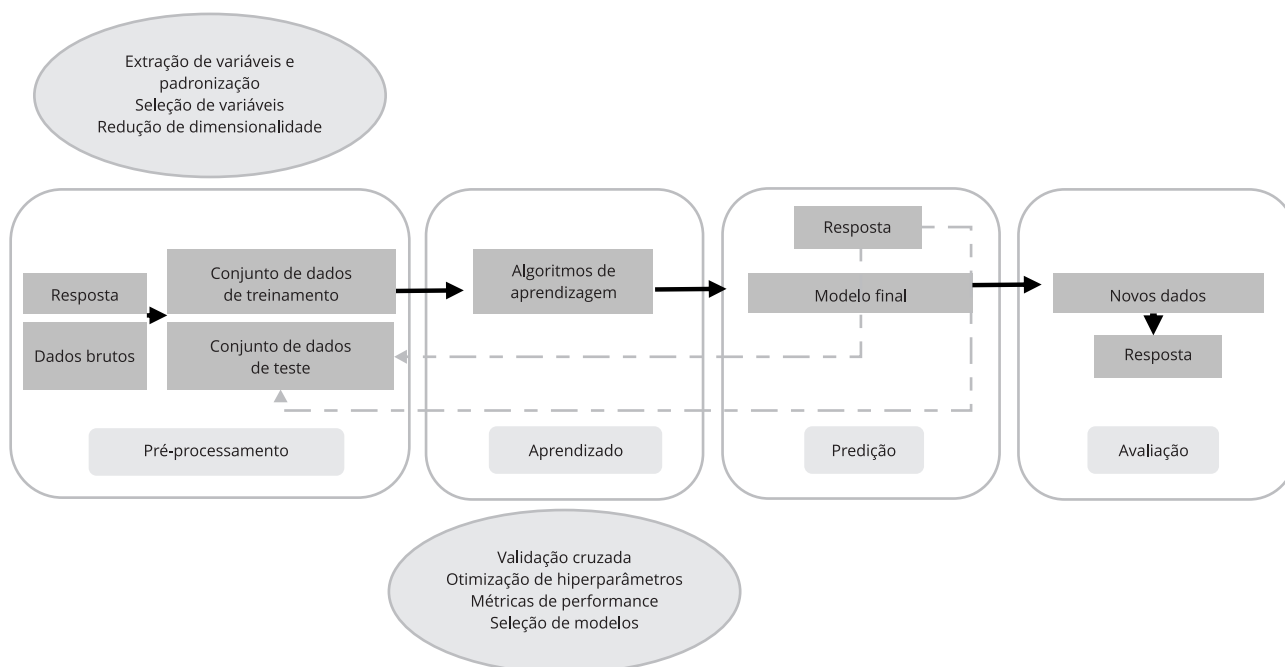 Extração de variáveis e
padronização
Seleção de variáveis
Redução de dimensionalidade
Resposta
Dados brutos
Conjunto de dados
de treinamento
Conjunto de dados
de teste
Pré-processamento
Algoritmos de
aprendizagem
Aprendizado
Resposta
Modelo final
Predição
Novos dados
Resposta
Avaliação
Validação cruzada
Otimização de hiperparâmetros
Métricas de performance
Seleção de modelos